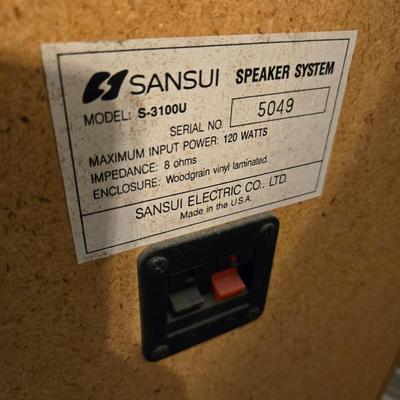 SANSUI SPEAKER SYSTEM
MODEL: S-3100U
SERIAL NO. 5049
MAXIMUM INPUT POWER: 120 WATTS
IMPEDANCE: 8 ohms
ENCLOSURE: Woodgrain vinyl laminated.
SANSUI ELECTRIC CO., LTD.
Made in the U.S.A.